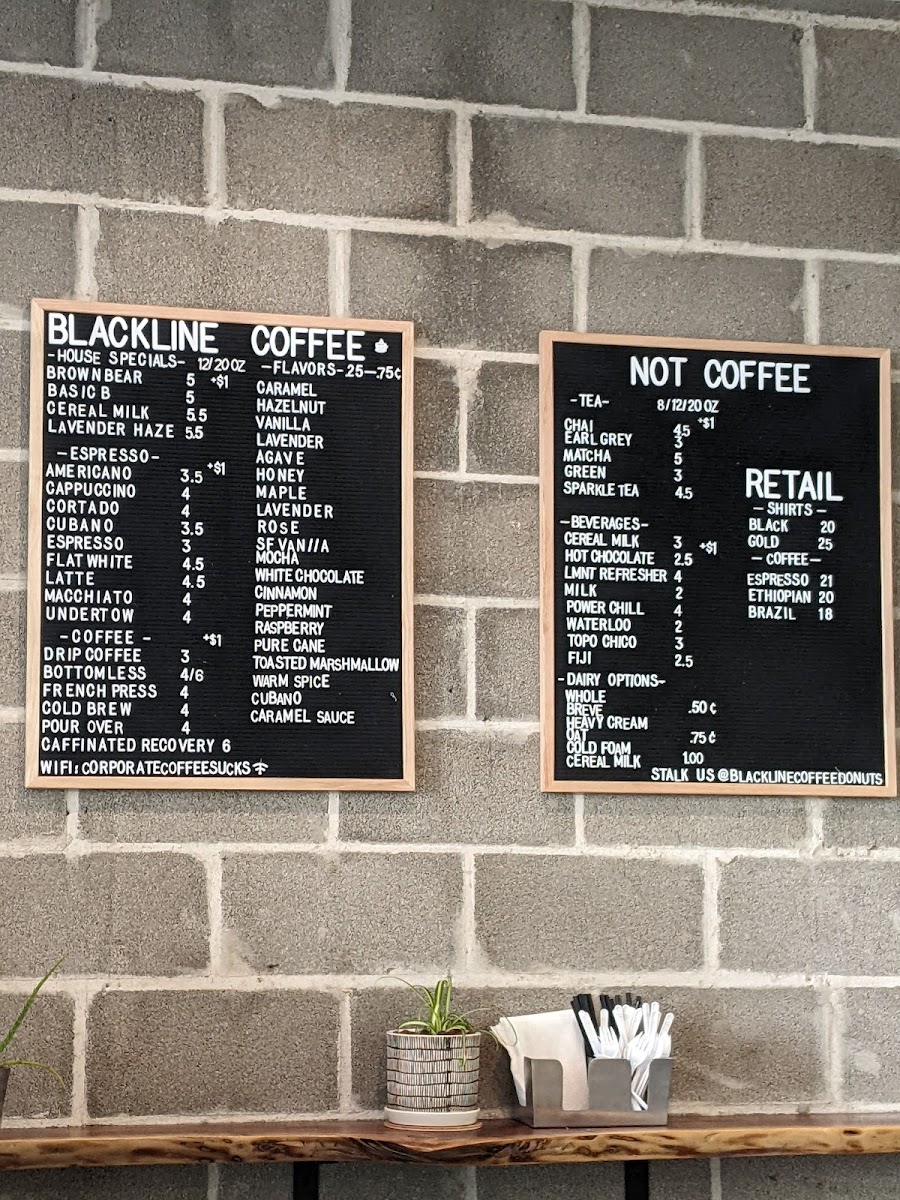 BLACKLINE COFFEE
-HOUSE SPECIALS- 12/20 OZ
BROWN BEAR 5 +$1
BASIC B 5
CEREAL MILK 5.5
LAVENDER HAZE 5.5
-ESPRESSO-
AMERICANO 3.5 +$1
CAPPUCCINO 4
CORTADO 4
CUBANO 3.5
ESPRESSO 3
FLAT WHITE 4.5
LATTE 4.5
MACCHIATO 4
UNDERTOW 4
-COFFEE - +$1
DRIP COFFEE 3
BOTTOMLESS 4/6
FRENCH PRESS 4
COLD BREW 4
POUR OVER 4
CAFFINATED RECOVERY 6
WIFI: CORPORATECOFFEESUCKS
-FLAVORS-.25-.75¢
CARAMEL
HAZELNUT
VANILLA
LAVENDER
AGAVE
HONEY
MAPLE
LAVENDER
ROSE
SF VAN//A
MOCHA
WHITE CHOCOLATE
CINNAMON
PEPPERMINT
RASPBERRY
PURE CANE
TOASTED MARSHMALLOW
WARM SPICE
CUBANO
CARAMEL SAUCE
NOT COFFEE
-TEA- 8/12/20 OZ
CHAI 4.5 +$1
EARL GREY 3
MATCHA 5
GREEN 3
SPARKLE TEA 4.5
-BEVERAGES-
CEREAL MILK 3 +$1
HOT CHOCOLATE 2.5
LMNT REFRESHER 4
MILK 2
POWER CHILL 4
WATERLOO 2
TOPO CHICO 3
FIJI 2.5
-DAIRY OPTIONS-
WHOLE
BREVE .50¢
HEAVY CREAM
OAT .75¢
COLD FOAM
CEREAL MILK 1.00
RETAIL
-SHIRTS-
BLACK 20
GOLD 25
-COFFEE-
ESPRESSO 21
ETHIOPIAN 20
BRAZIL 18
STALK US @BLACKLINECOFFEEDONUTS